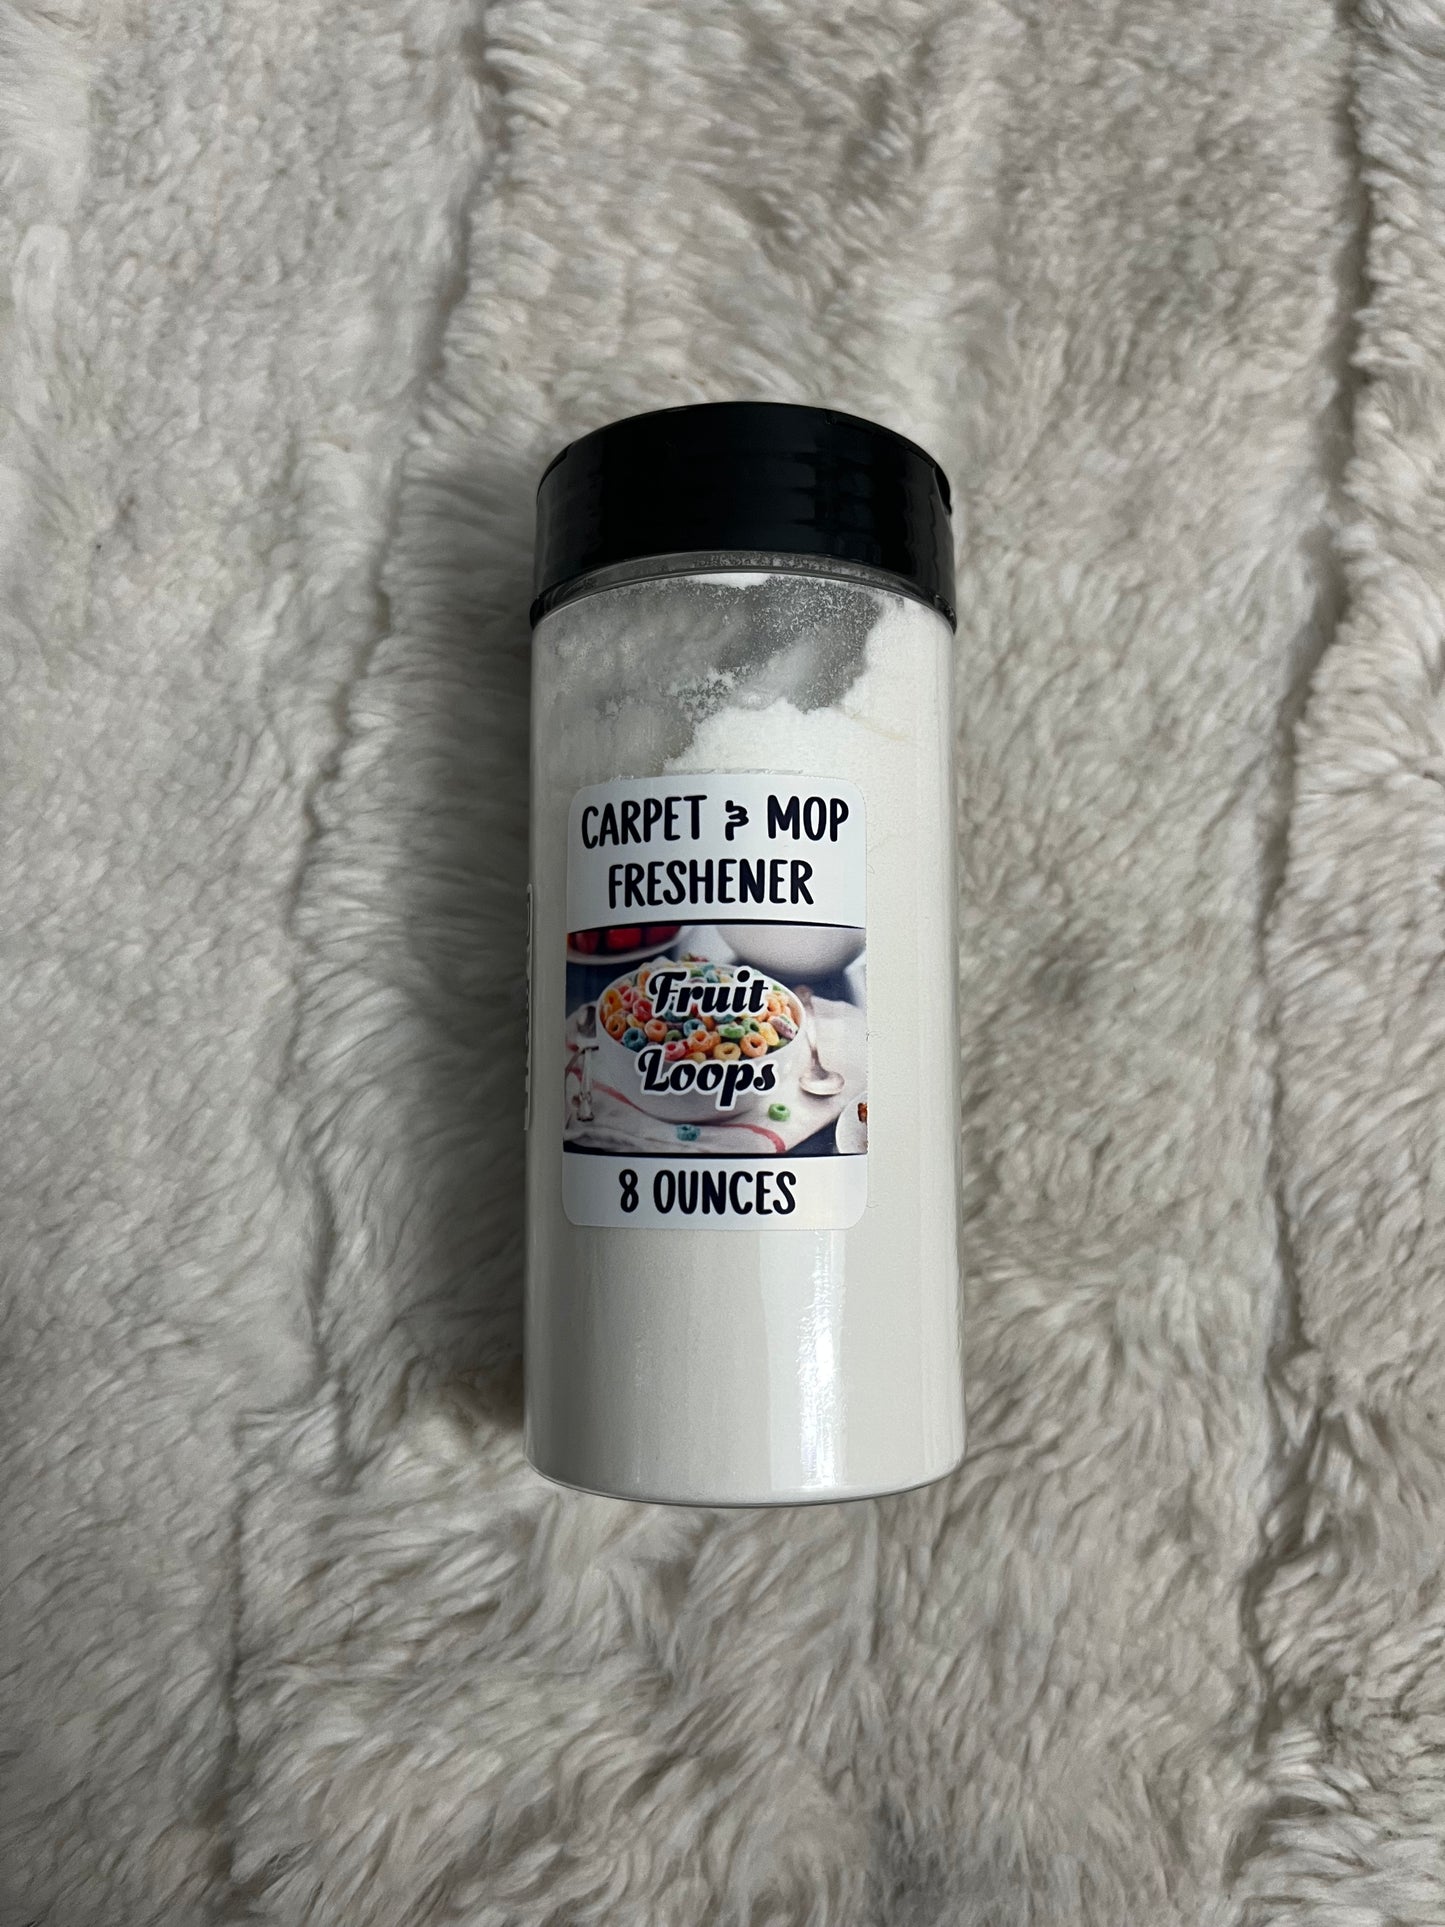 CARPET & MOP
FRESHENER
Fruit
Loops
8 OUNCES